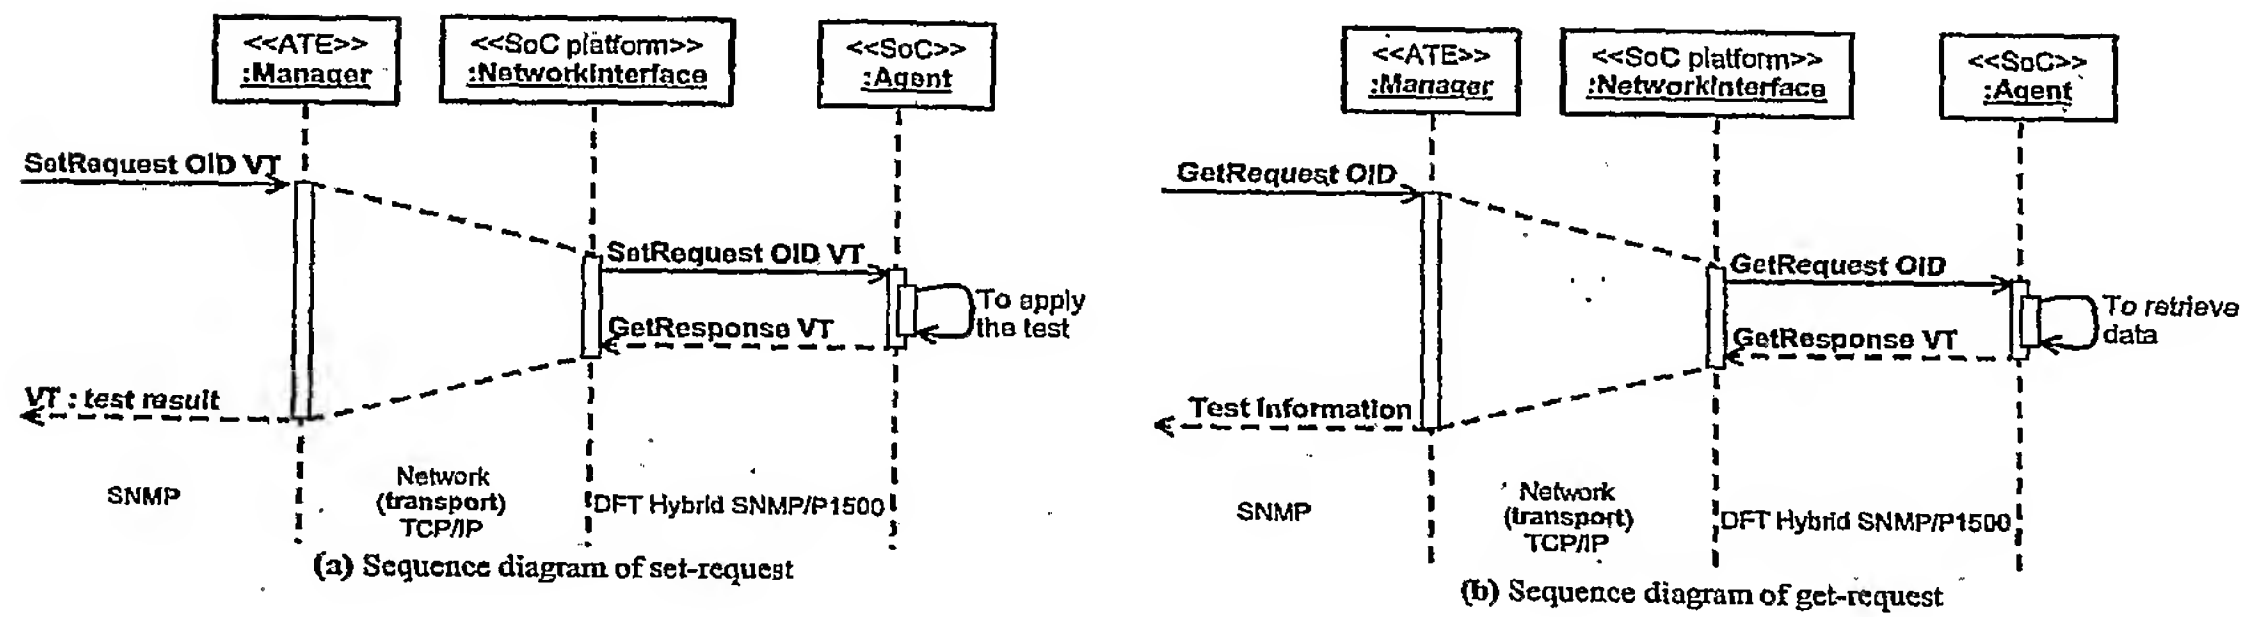 <<ATE>>
:Manager
<<SoC platform>>
:NetworkInterface
<<SoC>>
:Agent
SetRequest OID VT
SetRequest OID VT
To apply
the test
GetResponse VT
VT : test result
SNMP
Network
(transport)
TCP/IP
DFT Hybrid SNMP/P1500
(a) Sequence diagram of set-request
<<ATE>>
:Manager
<<SoC platform>>
:NetworkInterface
<<SoC>>
:Agent
GetRequest OID
GetRequest OID
To retrieve
data
GetResponse VT
Test Information
SNMP
Network
(transport)
TCP/IP
DFT Hybrid SNMP/P1500
(b) Sequence diagram of get-request